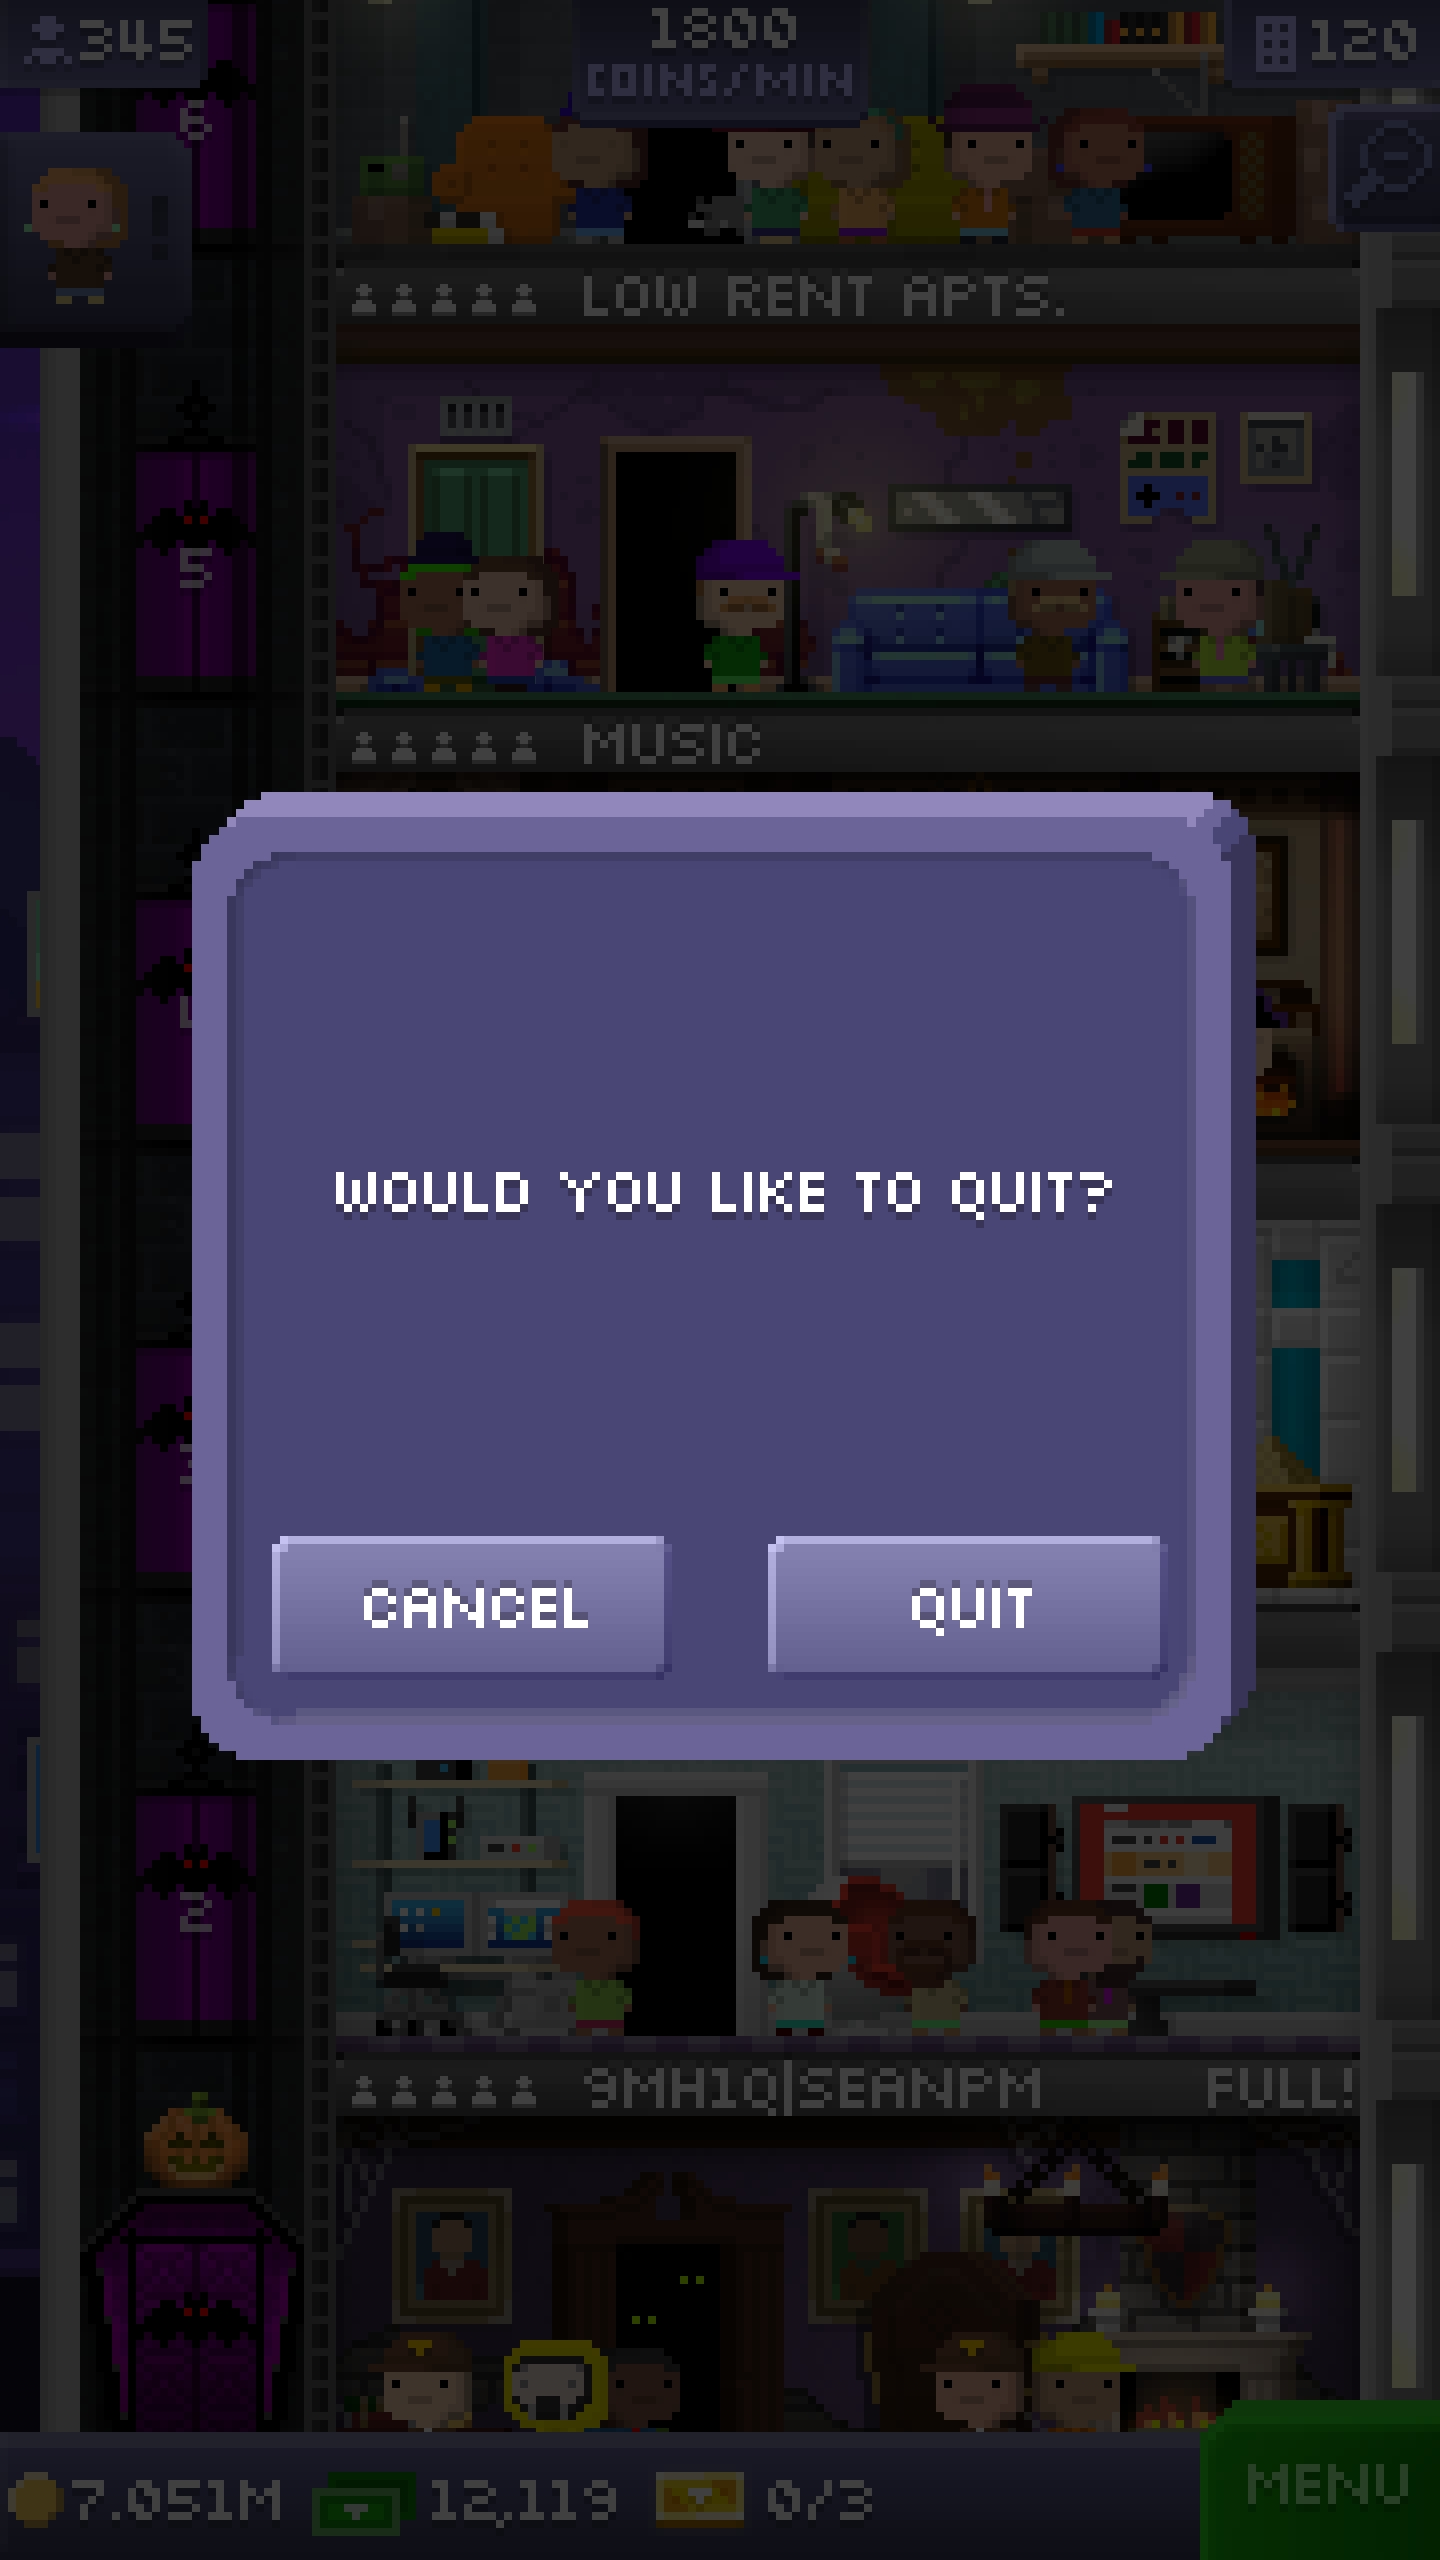 345
1800
COINS/MIN
120
6
LOW RENT APTS.
5
MUSIC
WOULD YOU LIKE TO QUIT?
CANCEL
QUIT
2
9MH1Q|SEANPM
FULL!
7.051M
12,119
0/3
MENU